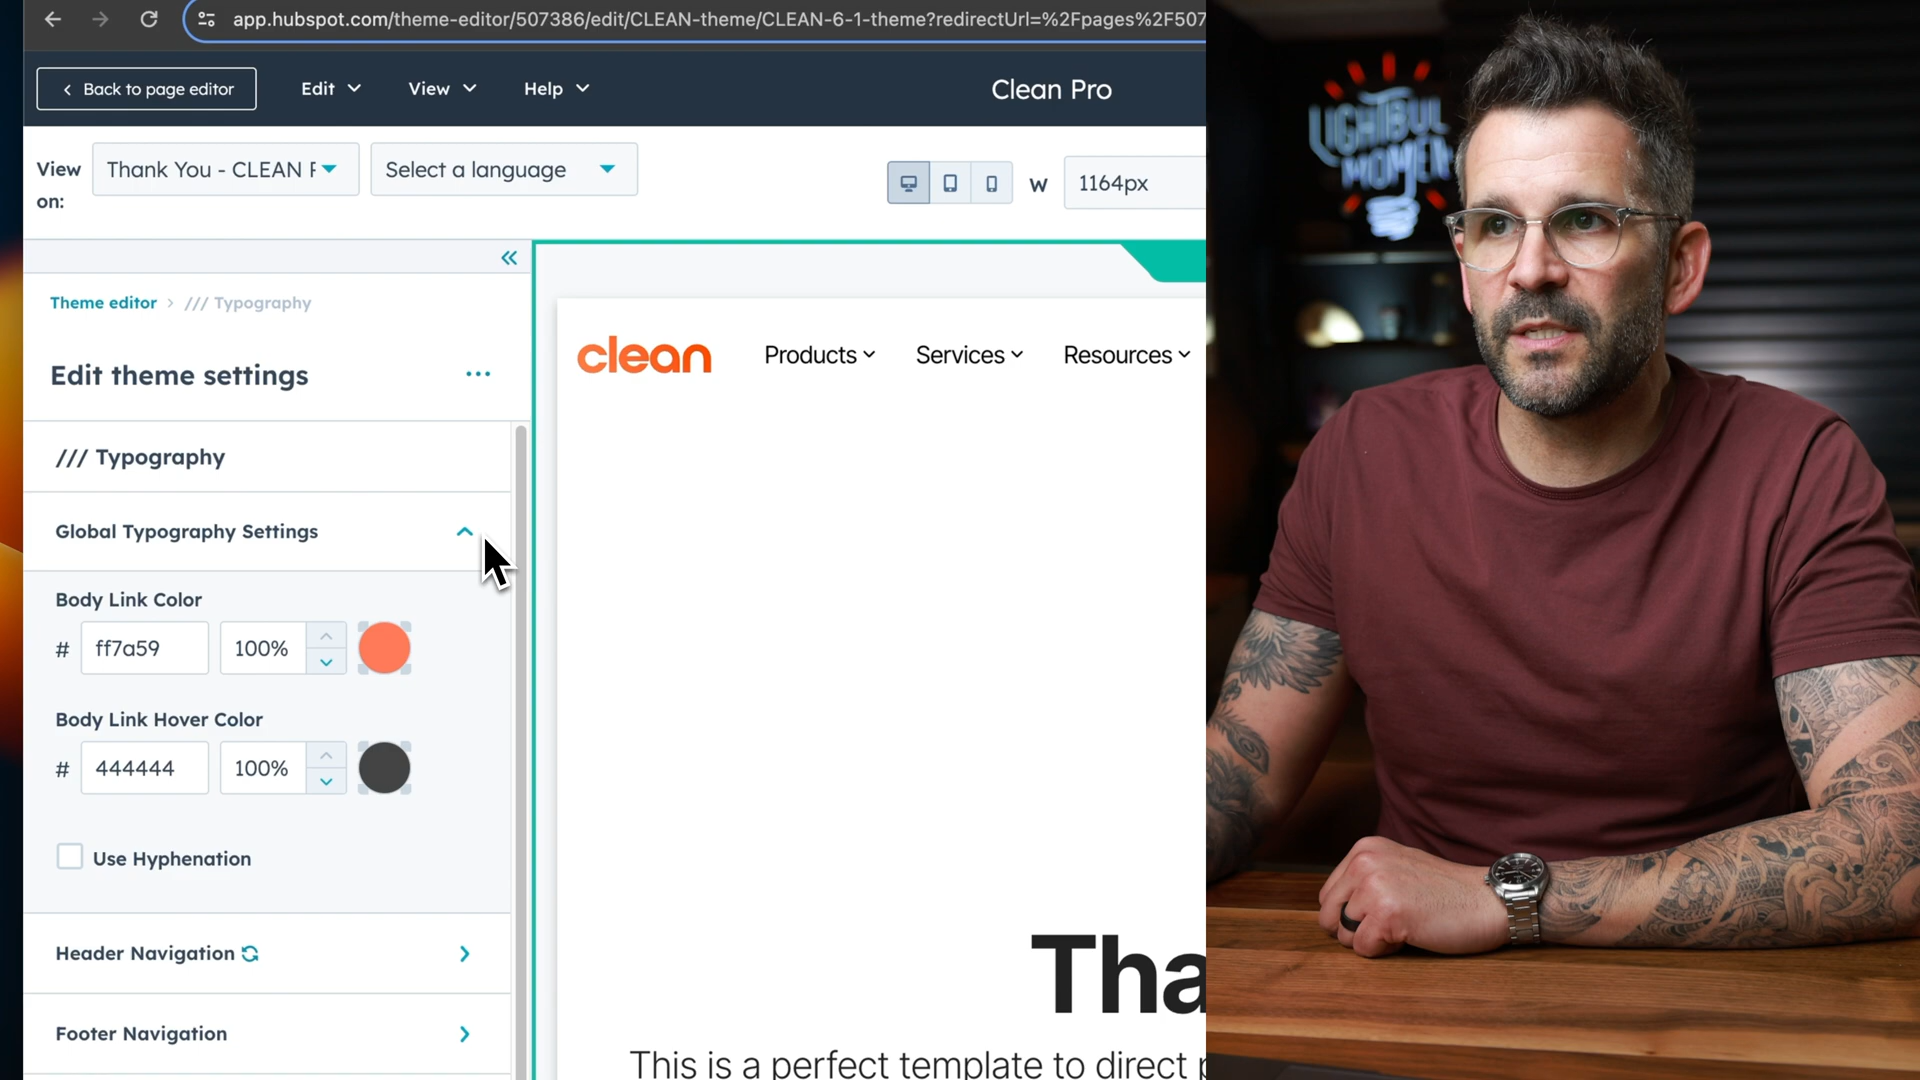 app.hubspot.com/theme-editor/507386/edit/CLEAN-theme/CLEAN-6-1-theme?redirectUrl=%2Fpages%2F507
Back to page editor
Edit
View
Help
Clean Pro
View on:
Thank You - CLEAN
Select a language
W
1164px
Theme editor > /// Typography
Edit theme settings
/// Typography
Global Typography Settings
Body Link Color
# ff7a59 100%
Body Link Hover Color
# 444444 100%
Use Hyphenation
Header Navigation
Footer Navigation
clean
Products
Services
Resources
Tha
This is a perfect template to direct
LIGHTBUL
MOMEN